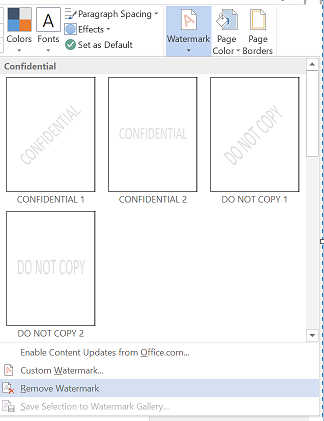 Colors
Fonts
Paragraph Spacing
Effects
Set as Default
Watermark
Page Color
Page Borders
Confidential
CONFIDENTIAL
CONFIDENTIAL
DO NOT COPY
CONFIDENTIAL 1
CONFIDENTIAL 2
DO NOT COPY 1
DO NOT COPY
DO NOT COPY 2
Enable Content Updates from Office.com...
Custom Watermark...
Remove Watermark
Save Selection to Watermark Gallery...